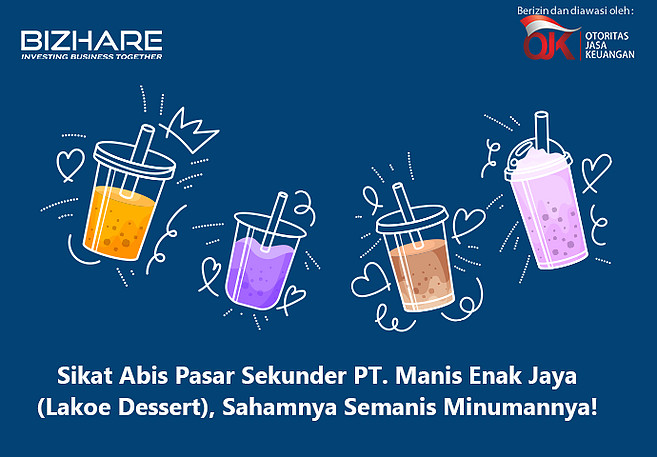 Berizin dan diawasi oleh :
BIZHARE
INVESTING BUSINESS TOGETHER
OJK
OTORITAS
JASA
KEUANGAN
Sikat Abis Pasar Sekunder PT. Manis Enak Jaya
(Lakoe Dessert), Sahamnya Semanis Minumannya!